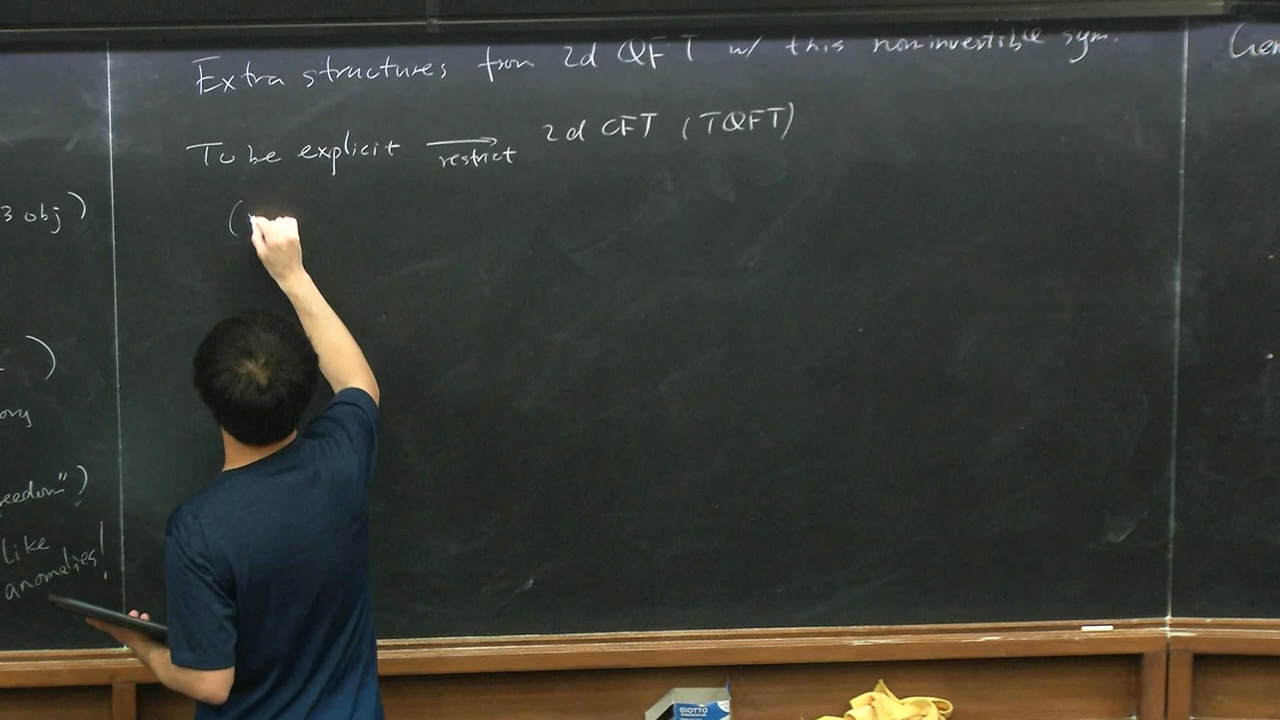 Extra structures from 2d QFT w/ this noninvertible sym.
To be explicit ⟶ 2d CFT (TQFT)
restrict
(
3 obj)
)
eedom")
like
anomalies!
Gen
GIOTTO